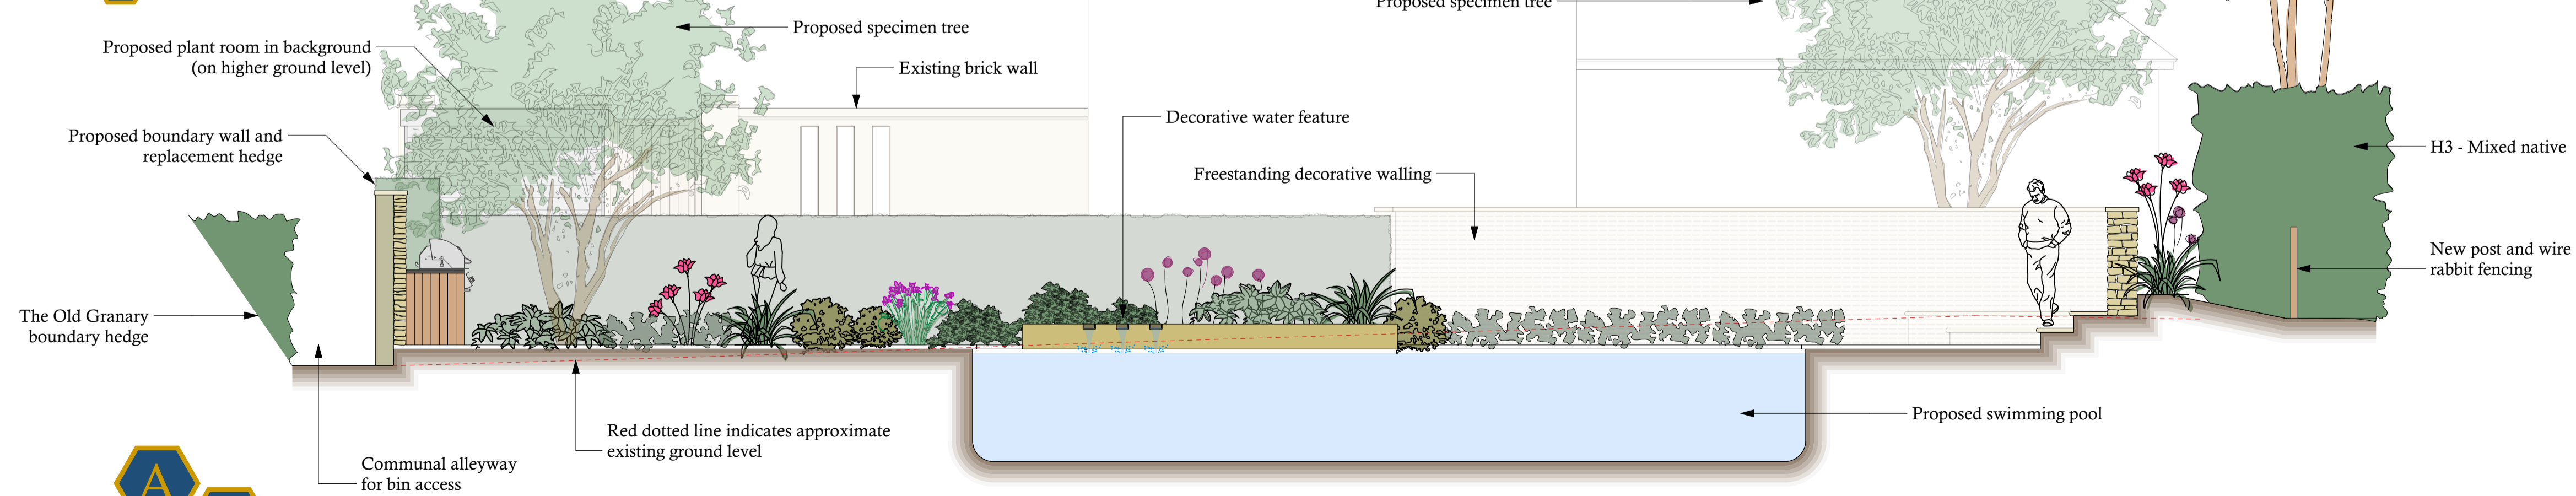 Proposed specimen tree
Proposed specimen tree
Proposed plant room in background
(on higher ground level)
Existing brick wall
Proposed boundary wall and
replacement hedge
Decorative water feature
Freestanding decorative walling
H3 - Mixed native
New post and wire
rabbit fencing
The Old Granary
boundary hedge
Proposed swimming pool
Red dotted line indicates approximate
existing ground level
Communal alleyway
for bin access
A